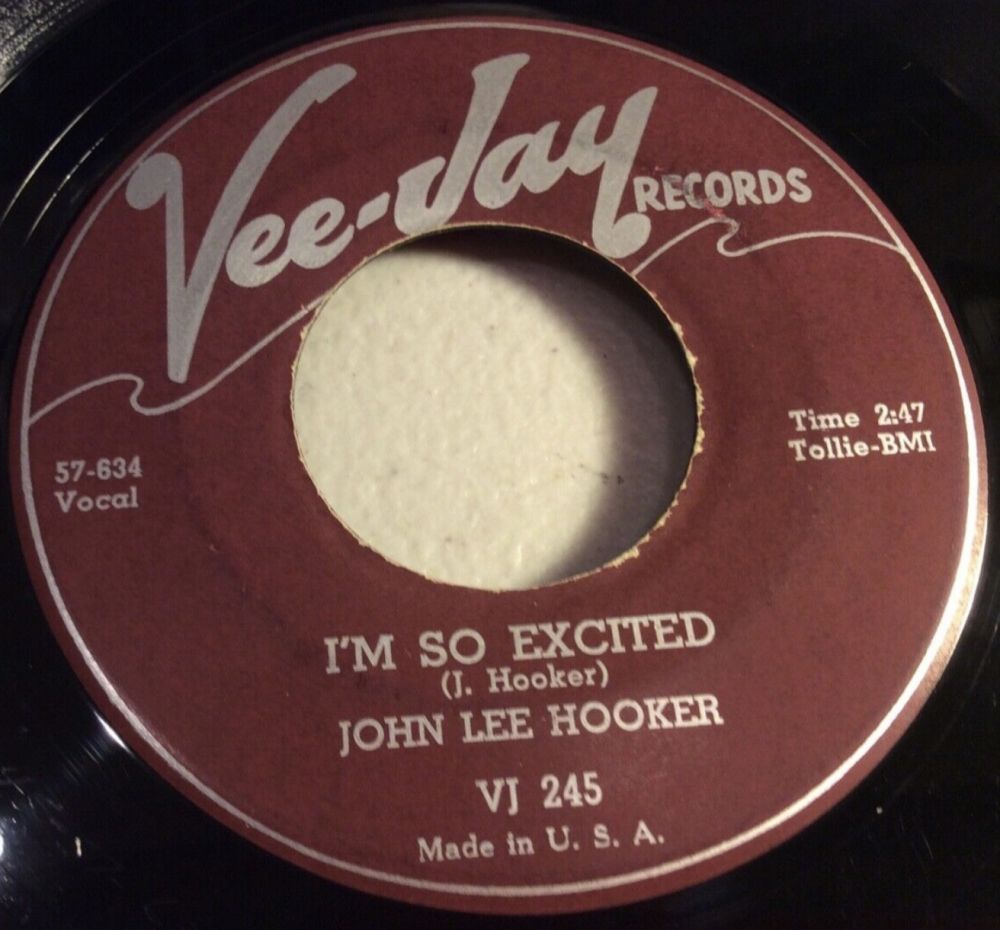 Vee-Jay
RECORDS
57-634
Vocal
Time 2:47
Tollie-BMI
I'M SO EXCITED
(J. Hooker)
JOHN LEE HOOKER
VJ 245
Made in U. S. A.